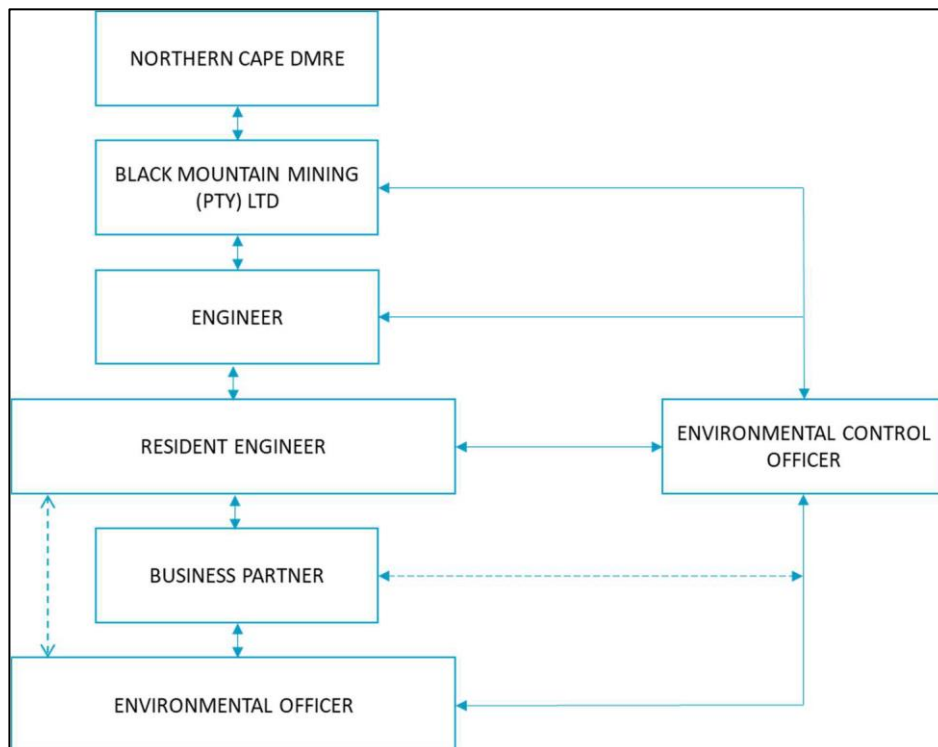 NORTHERN CAPE DMRE
BLACK MOUNTAIN MINING
(PTY) LTD
ENGINEER
RESIDENT ENGINEER
ENVIRONMENTAL CONTROL
OFFICER
BUSINESS PARTNER
ENVIRONMENTAL OFFICER